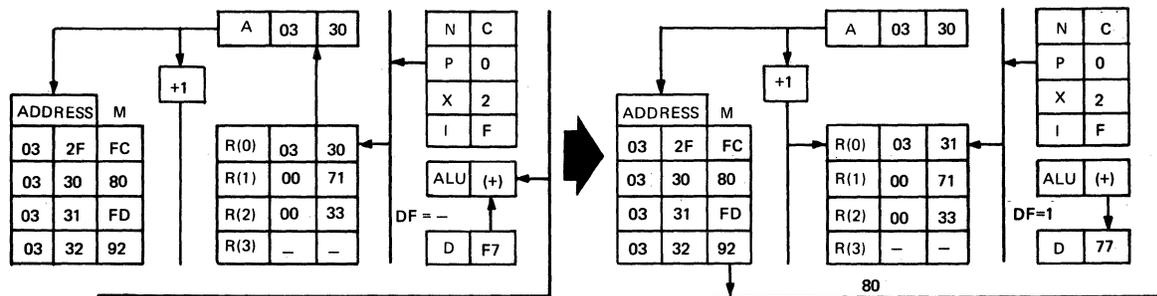 A 03 30
+1
ADDRESS M
03 2F FC
03 30 80
03 31 FD
03 32 92
R(0) 03 30
R(1) 00 71
R(2) 00 33
R(3) – –
N C
P 0
X 2
I F
ALU (+)
DF = –
D F7
A 03 30
+1
ADDRESS M
03 2F FC
03 30 80
03 31 FD
03 32 92
R(0) 03 31
R(1) 00 71
R(2) 00 33
R(3) – –
N C
P 0
X 2
I F
ALU (+)
DF=1
D 77
80